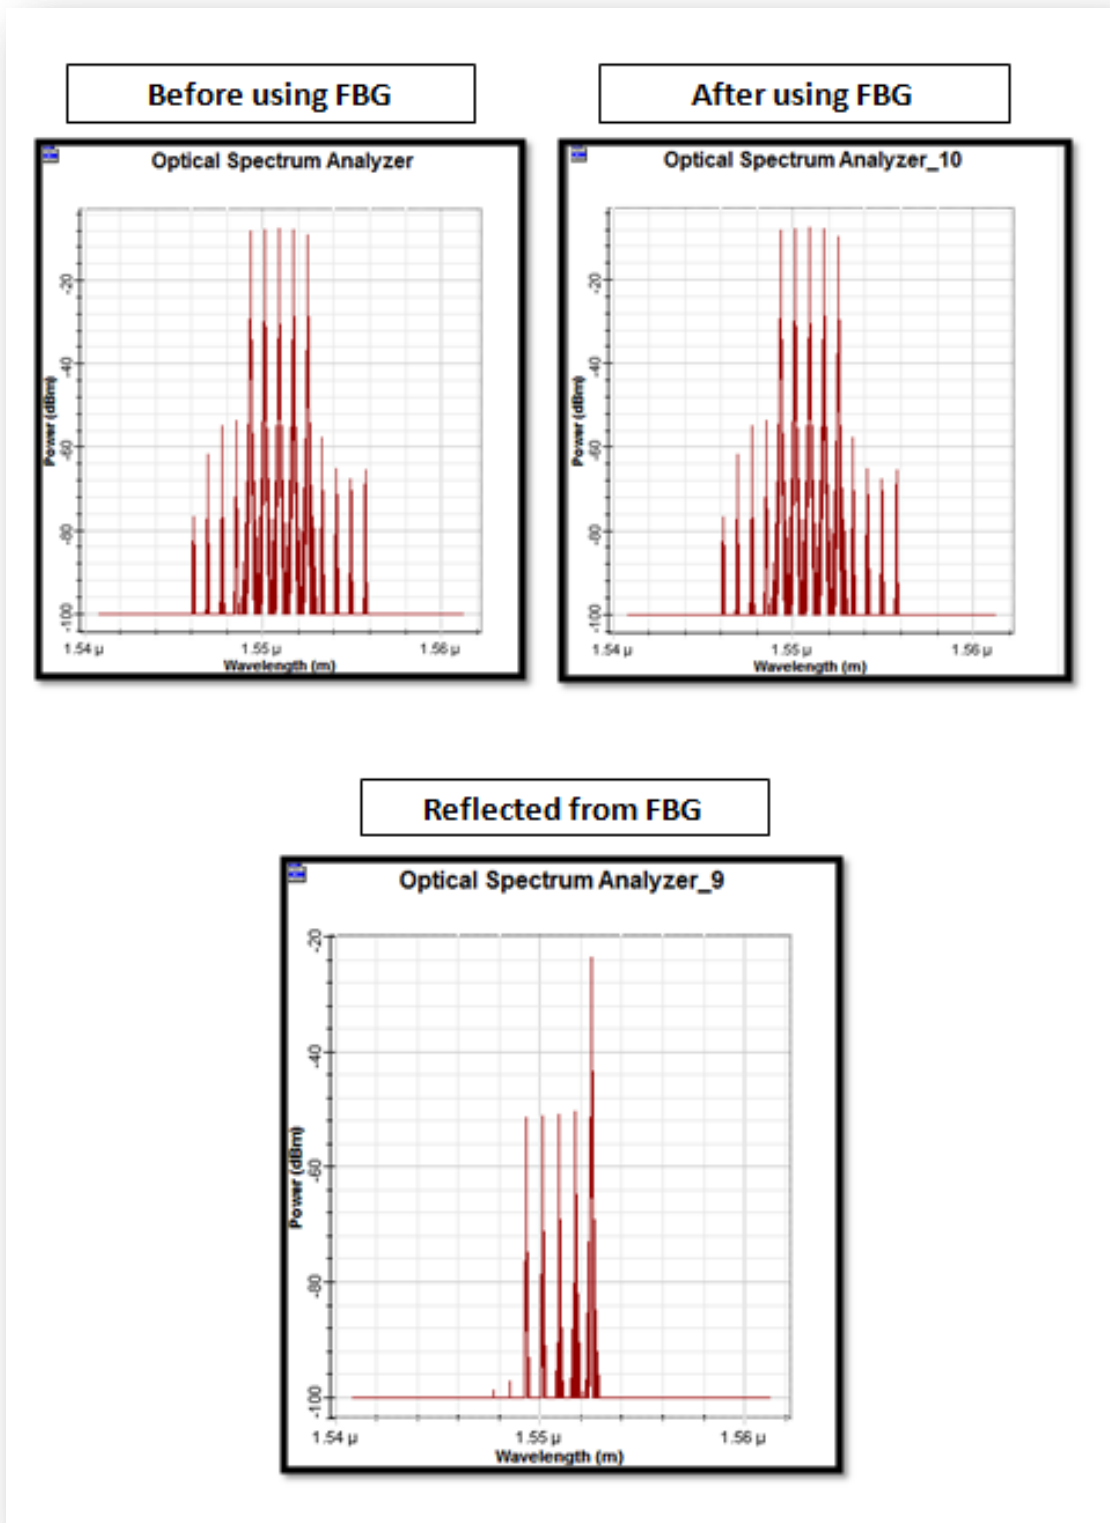 Before using FBG
After using FBG
Optical Spectrum Analyzer
Power (dBm)
-20
-40
-60
-80
-100
1.54 µ
1.55 µ
1.56 µ
Wavelength (m)
Optical Spectrum Analyzer_10
Power (dBm)
-20
-40
-60
-80
-100
1.54 µ
1.55 µ
1.56 µ
Wavelength (m)
Reflected from FBG
Optical Spectrum Analyzer_9
Power (dBm)
-20
-40
-60
-80
-100
1.54 µ
1.55 µ
1.56 µ
Wavelength (m)